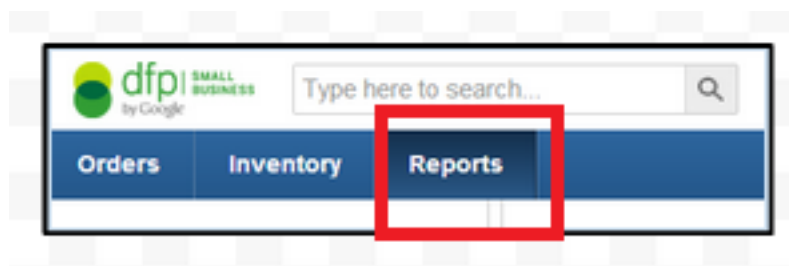 dfp SMALL BUSINESS
by Google
Type here to search...
Orders Inventory Reports